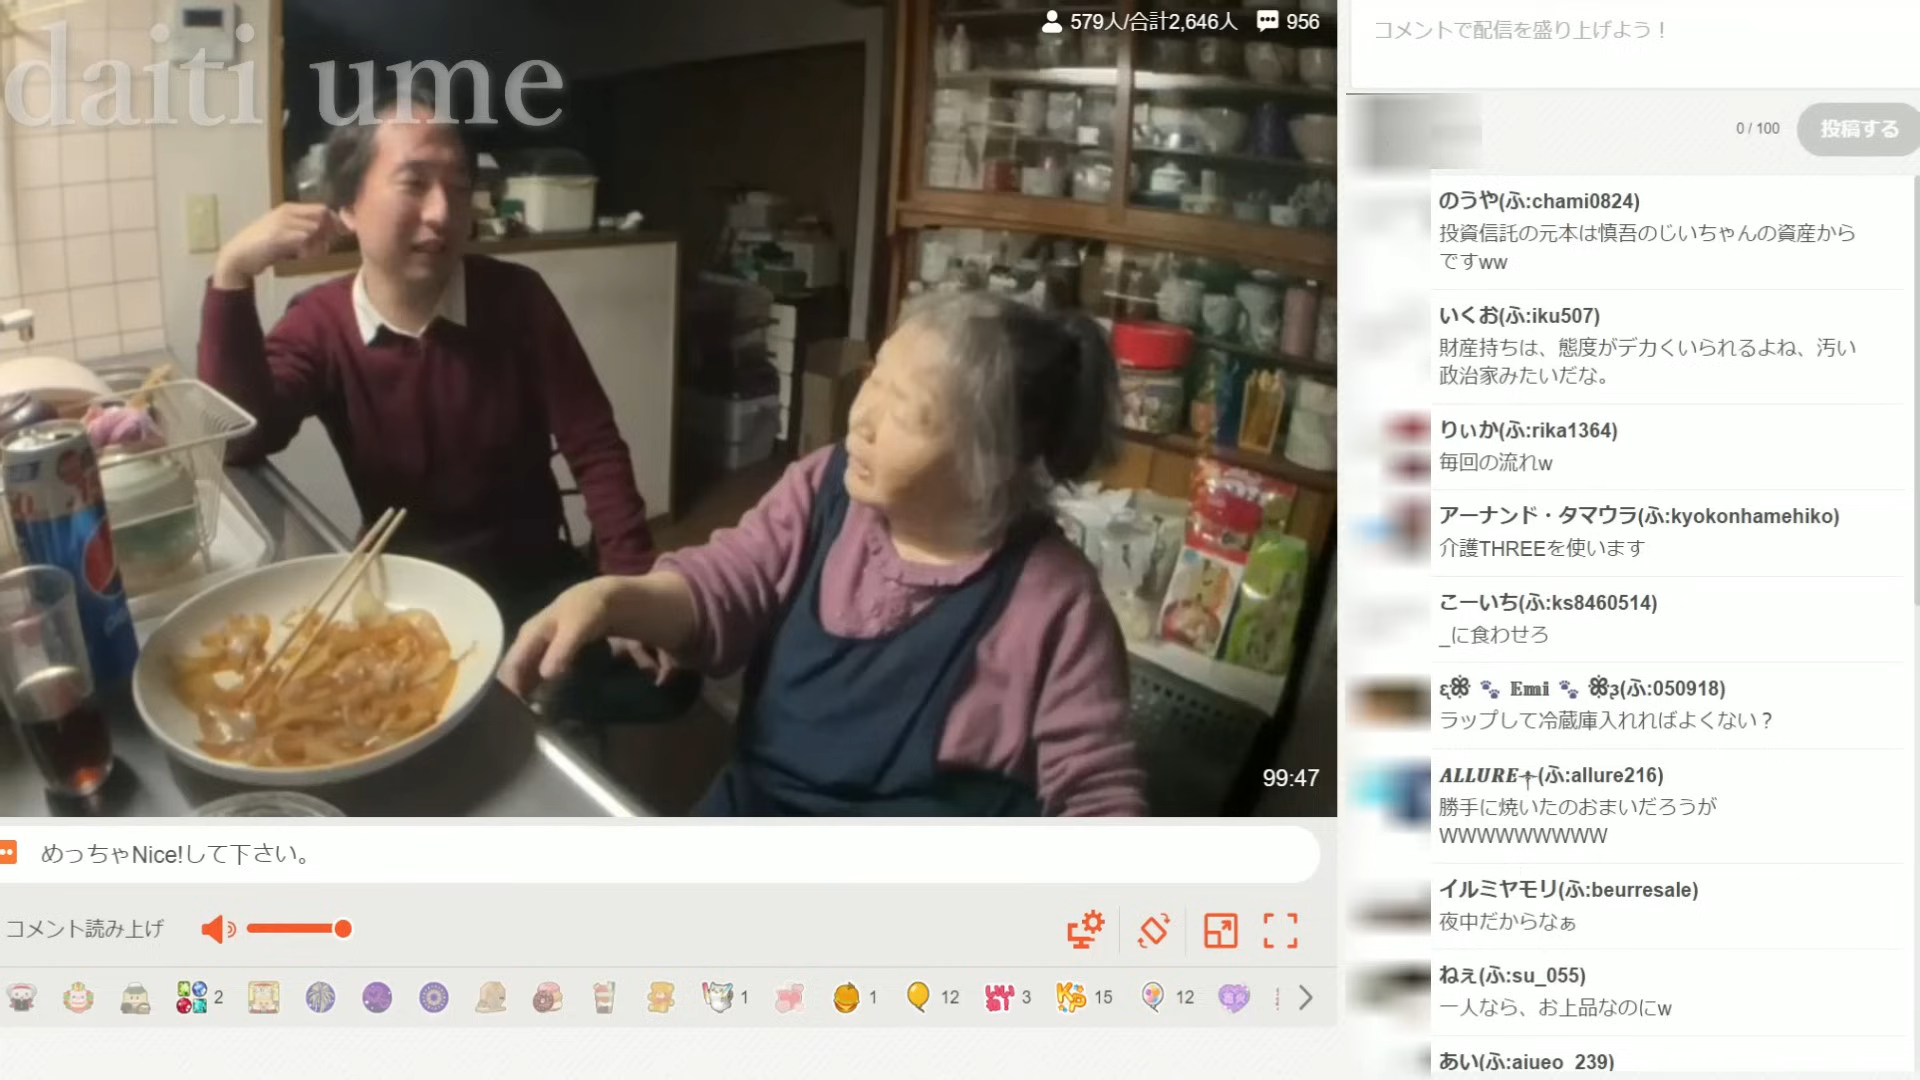 daiti ume
579人/合計2,646人 956
99:47
めっちゃNice!して下さい。
コメント読み上げ
2
1
1
12
3
15
12
コメントで配信を盛り上げよう!
0 / 100 投稿する
のうや(ふ:chami0824)
投資信託の元本は慎吾のじいちゃんの資産から
ですww
いくお(ふ:iku507)
財産持ちは、態度がデカくいられるよね、汚い
政治家みたいだな。
りぃか(ふ:rika1364)
毎回の流れw
アーナンド・タマウラ(ふ:kyokonhamehiko)
介護THREEを使います
こーいち(ふ:ks8460514)
_に食わせろ
ꫀꕤ 🐾 𝔼𝕞𝕚 🐾 ꕤꫀ(ふ:050918)
ラップして冷蔵庫入れればよくない?
𝑨𝑳𝑳𝑼𝑹𝑬⸸(ふ:allure216)
勝手に焼いたのおまいだろうが
WWWWWWWWW
イルミヤモリ(ふ:beurresale)
夜中だからなぁ
ねぇ(ふ:su_055)
一人なら、お上品なのにw
あい(ふ:aiueo_239)